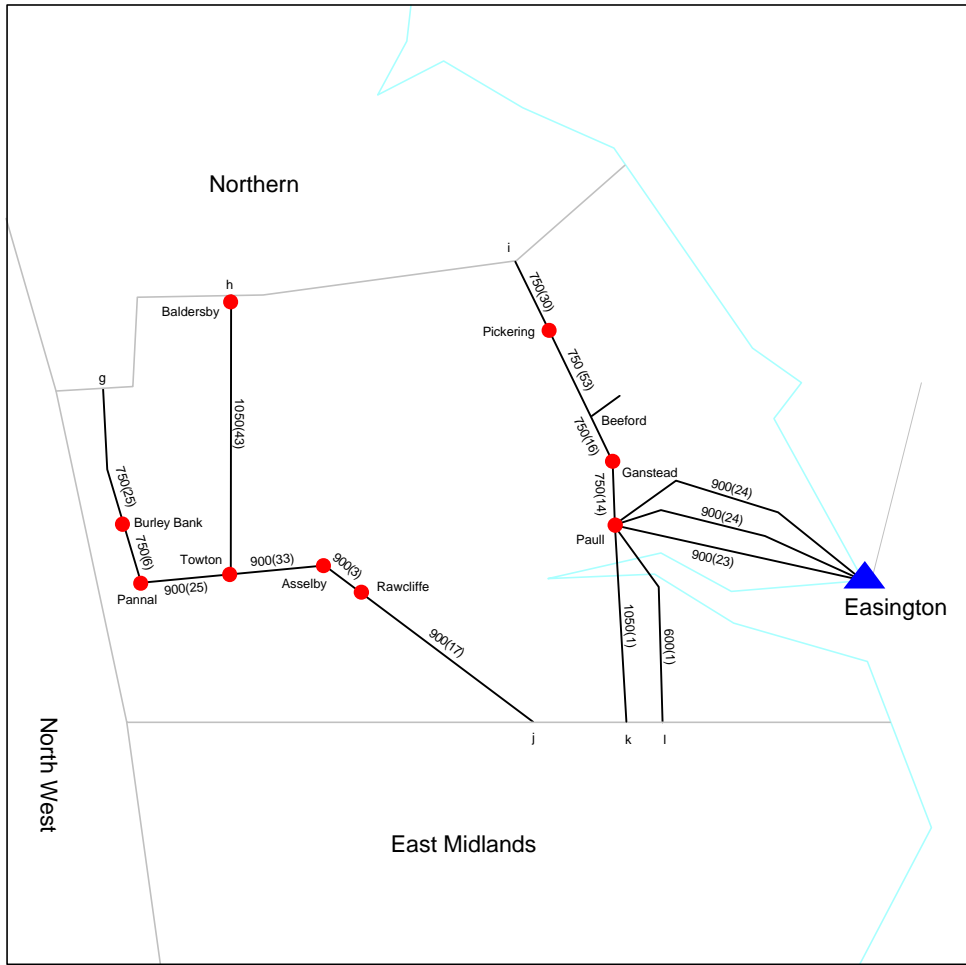 Northern
i
h
750(30)
Baldersby
Pickering
750 (53)
g
1050(43)
Beeford
750(16)
Ganstead
750(25)
750(14)
900(24)
900(24)
Burley Bank
Paull
900(23)
750(6)
Towton
900(33)
900(3)
Asselby
Rawcliffe
Pannal
900(25)
Easington
1050(1)
600(1)
900(17)
North West
j
k
l
East Midlands